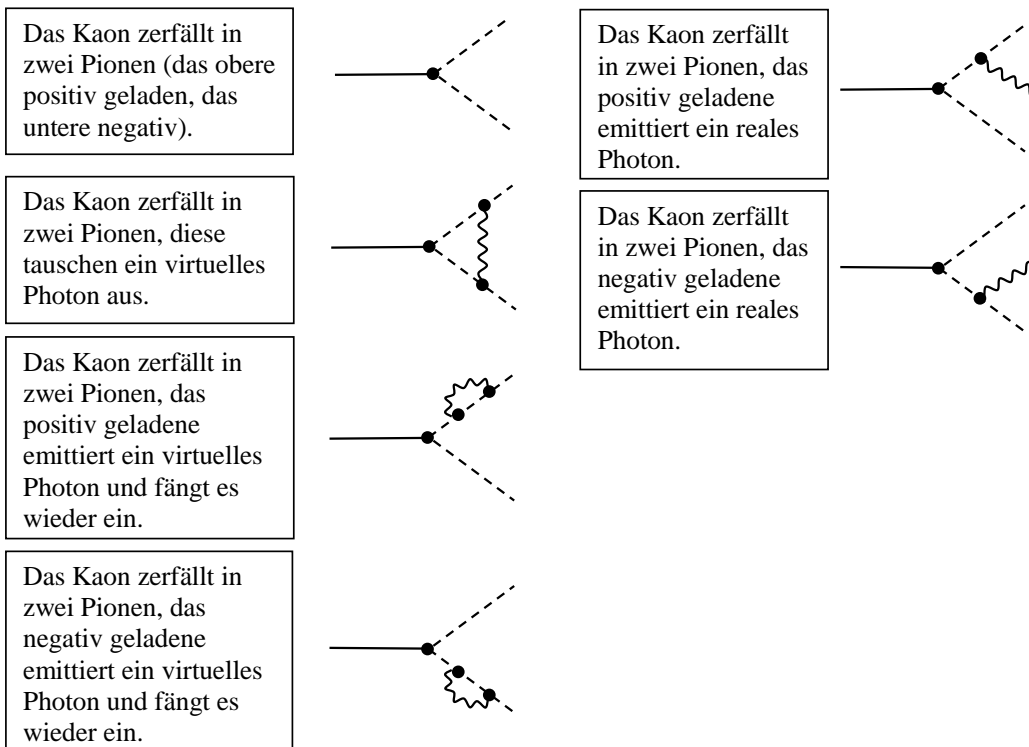 Das Kaon zerfällt in
zwei Pionen (das obere
positiv geladen, das
untere negativ).
Das Kaon zerfällt in
zwei Pionen, diese
tauschen ein virtuelles
Photon aus.
Das Kaon zerfällt in
zwei Pionen, das
positiv geladene
emittiert ein virtuelles
Photon und fängt es
wieder ein.
Das Kaon zerfällt in
zwei Pionen, das
negativ geladene
emittiert ein virtuelles
Photon und fängt es
wieder ein.
Das Kaon zerfällt
in zwei Pionen, das
positiv geladene
emittiert ein reales
Photon.
Das Kaon zerfällt
in zwei Pionen, das
negativ geladene
emittiert ein reales
Photon.